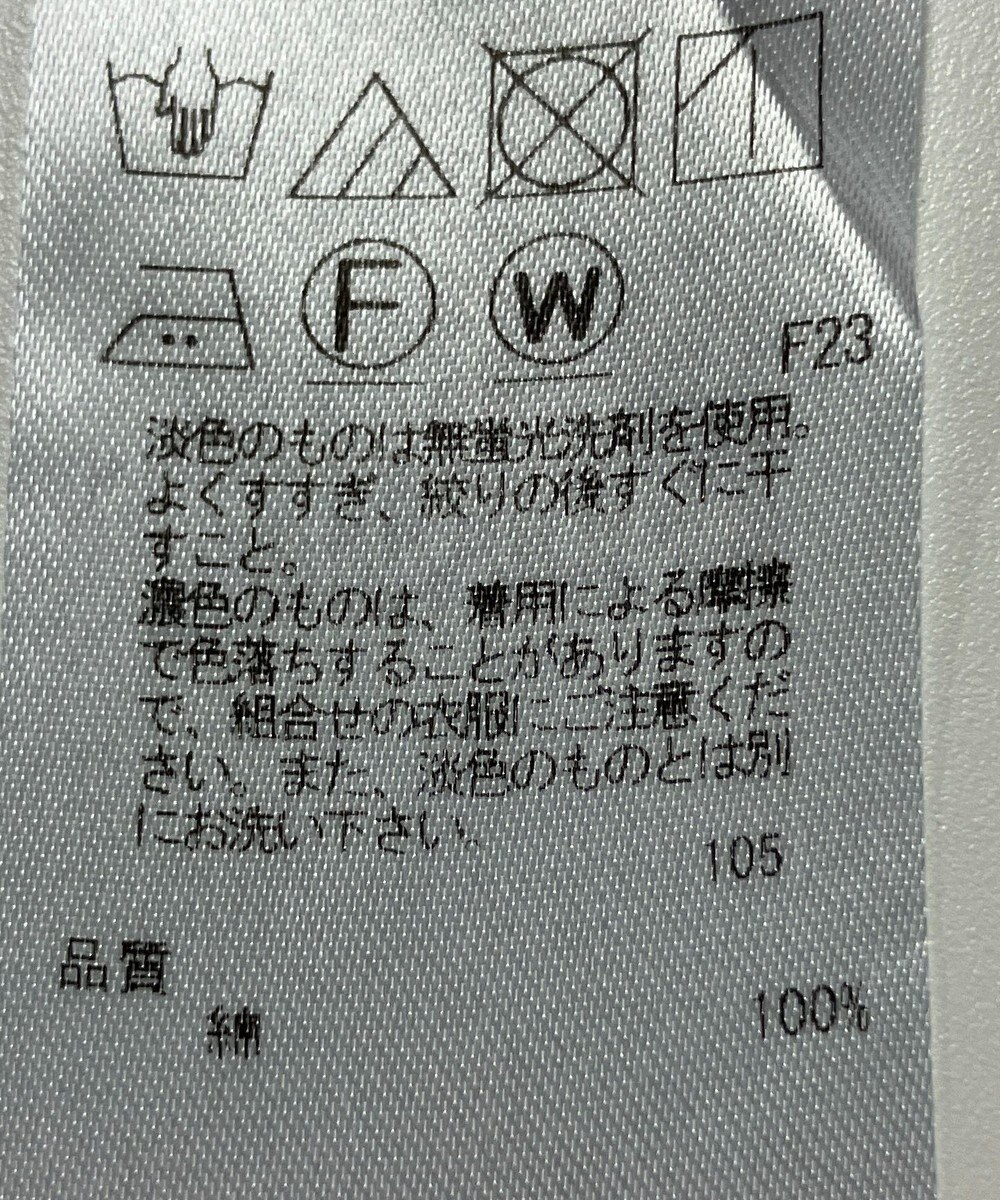 F W
F23
淡色のものは無蛍光洗剤を使用。
よくすすぎ、絞りの後すぐに干
すこと。
濃色のものは、着用による摩擦
で色落ちすることがありますの
で、組合せの衣服にご注意くだ
さい。また、淡色のものとは別
にお洗い下さい。
105
品質
綿 100%